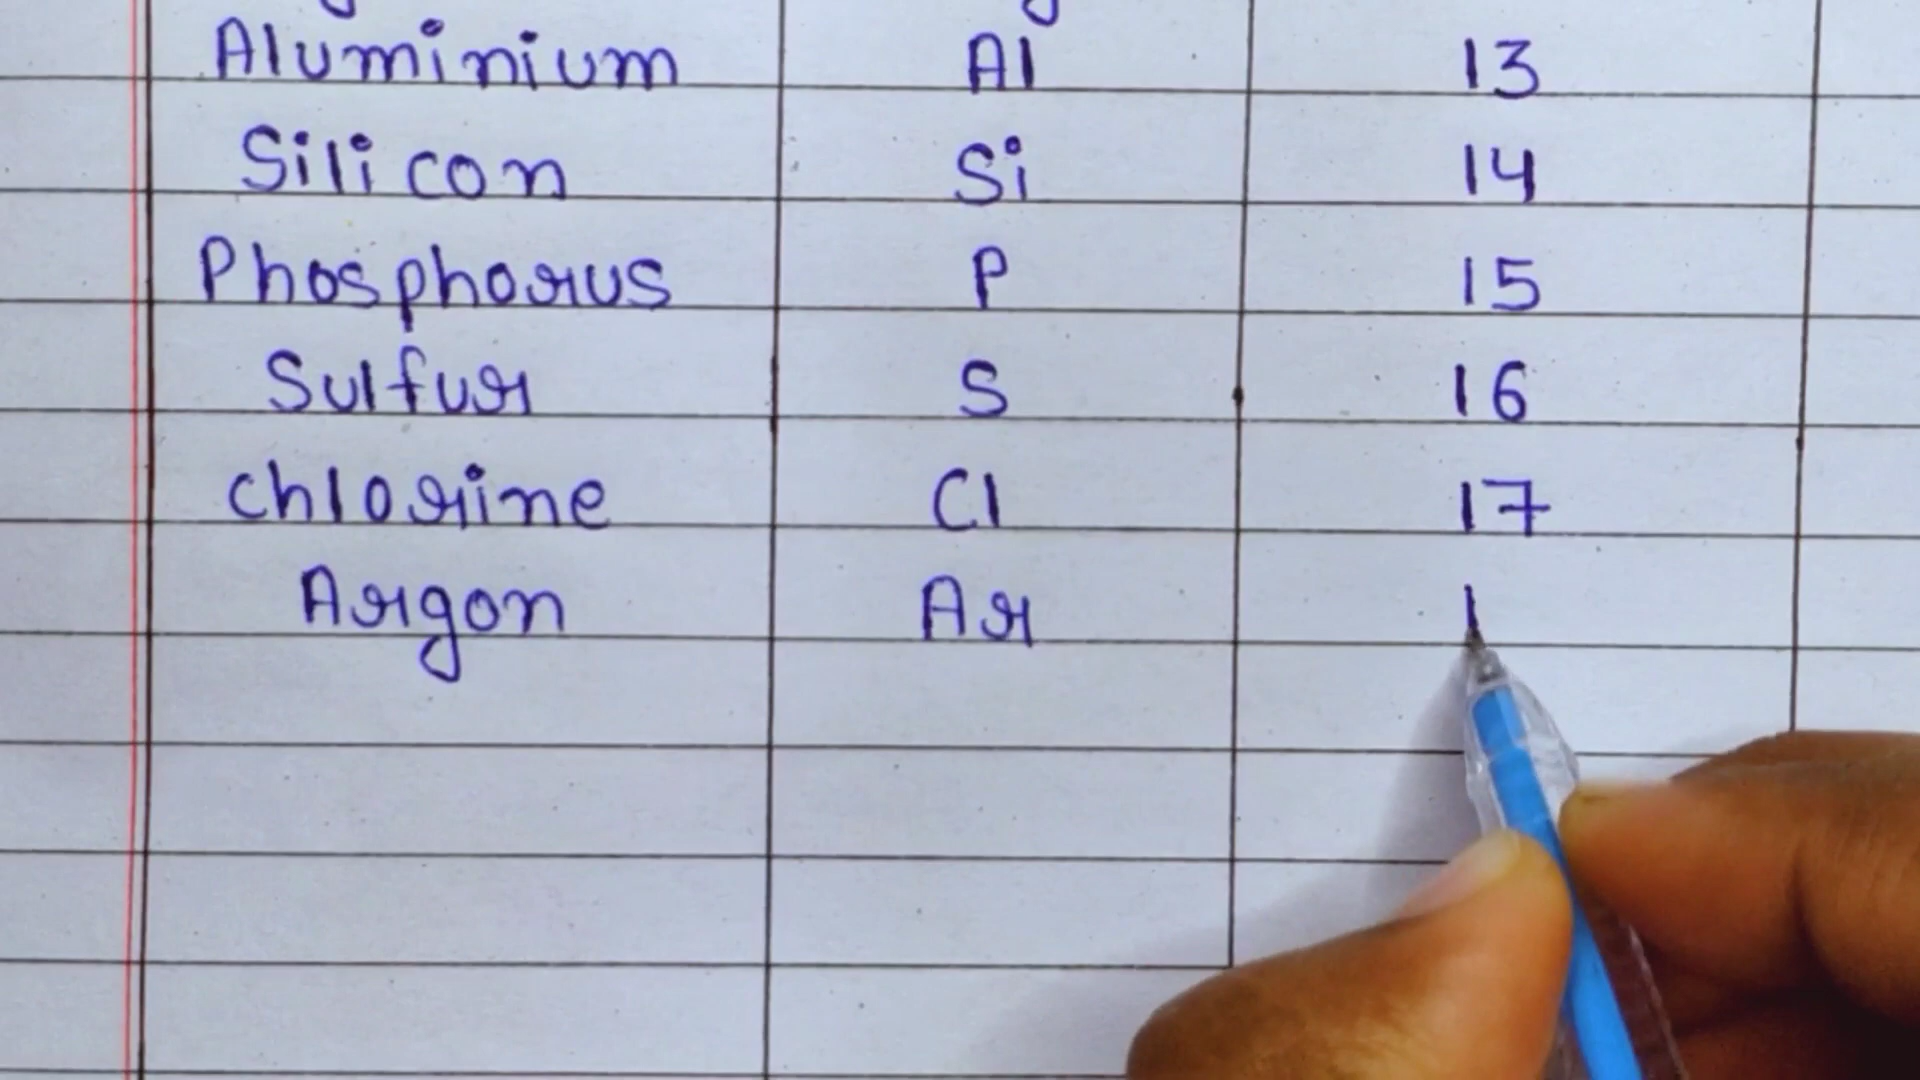 Aluminium Al 13
Silicon Si 14
Phosphorus P 15
Sulfur S 16
chlorine Cl 17
Argon Ar 1